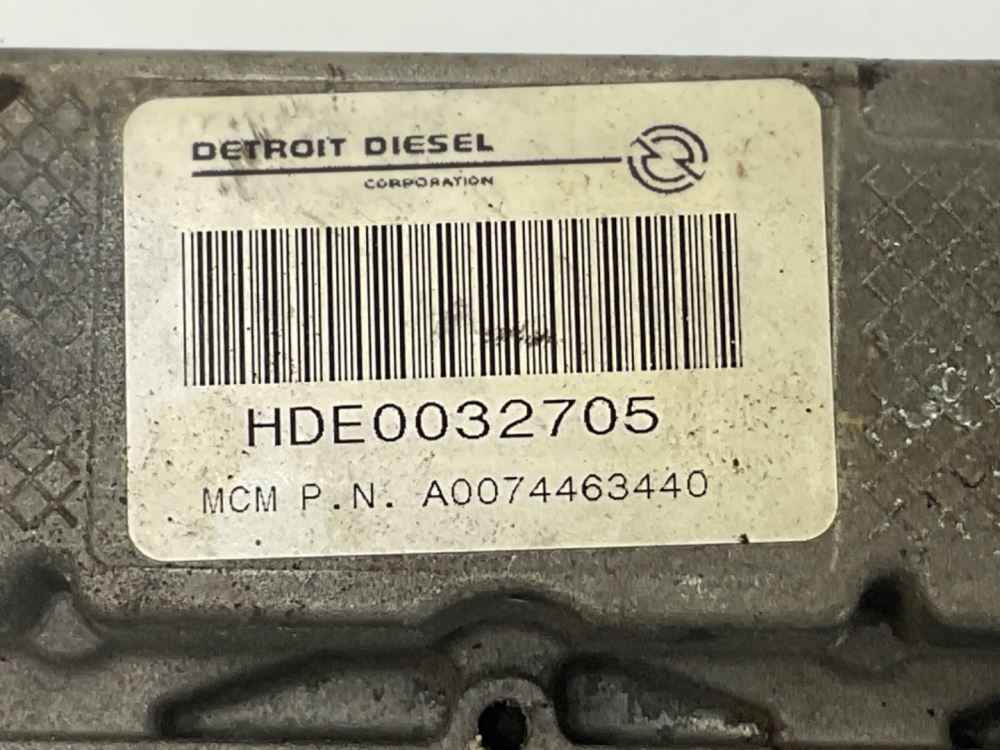 DETROIT DIESEL
CORPORATION
HDE0032705
MCM P.N. A0074463440